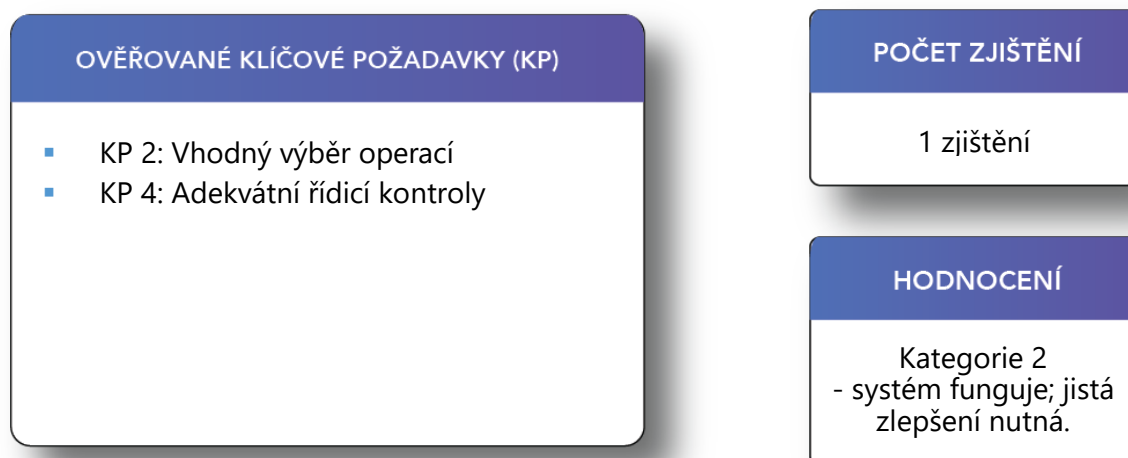 OVĚŘOVANÉ KLÍČOVÉ POŽADAVKY (KP)
▪ KP 2: Vhodný výběr operací
▪ KP 4: Adekvátní řídicí kontroly
POČET ZJIŠTĚNÍ
1 zjištění
HODNOCENÍ
Kategorie 2
- systém funguje; jistá
zlepšení nutná.